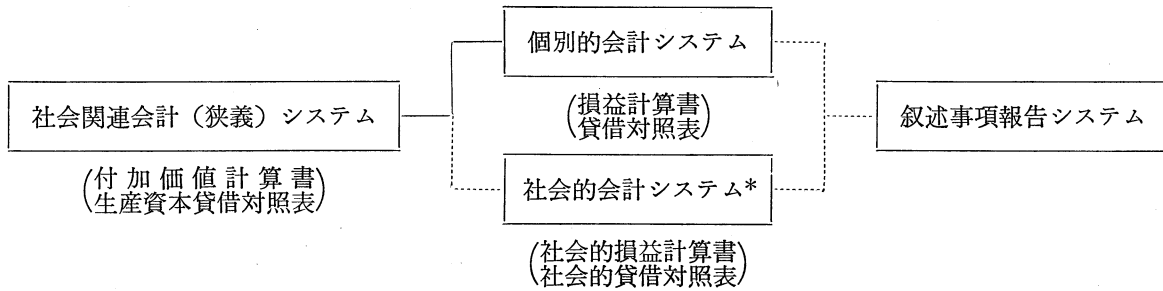 個別的会計システム
(損益計算書
貸借対照表)
社会関連会計(狭義)システム
(付加価値計算書
生産資本貸借対照表)
叙述事項報告システム
社会的会計システム*
(社会的損益計算書
社会的貸借対照表)